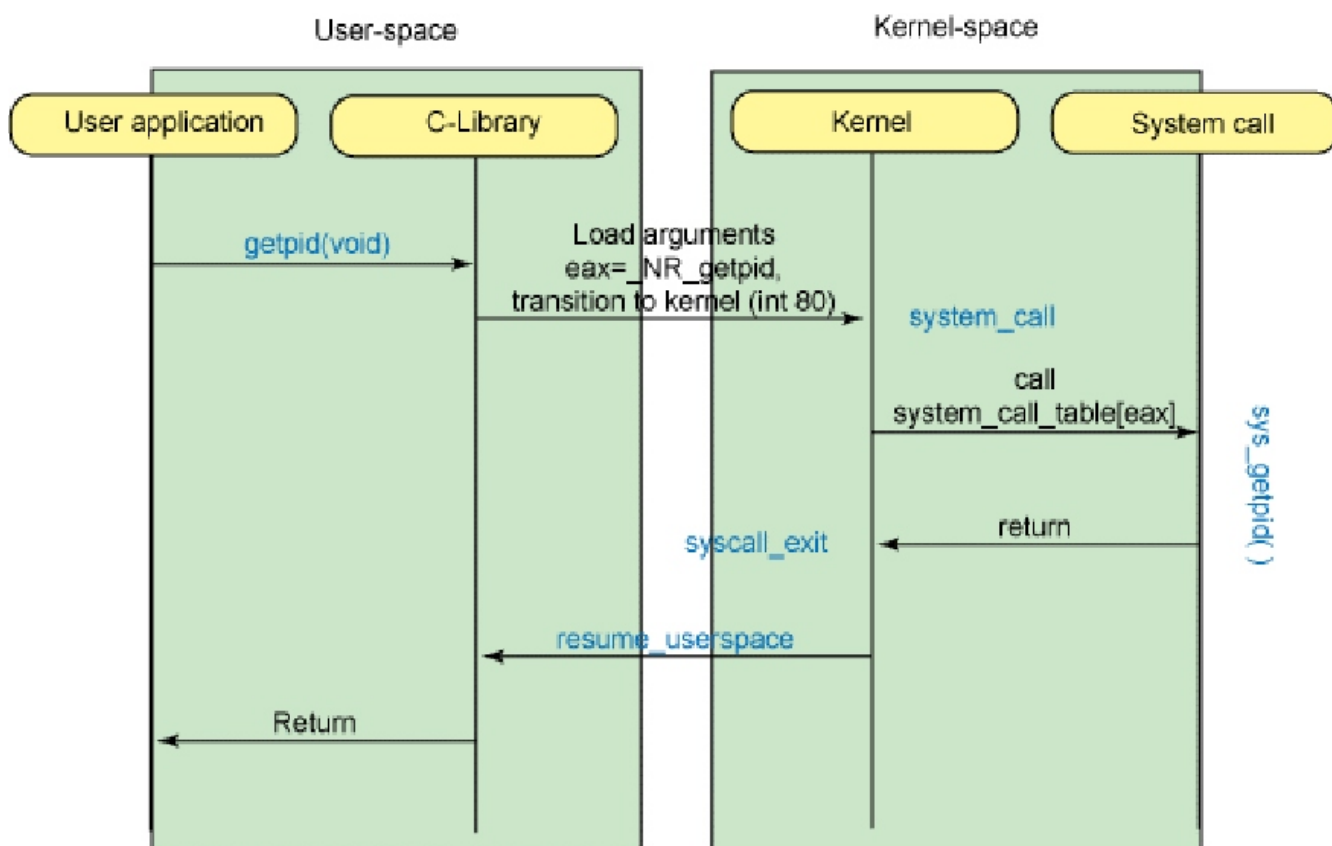 User-space
Kernel-space
User application
C-Library
Kernel
System call
getpid(void)
Load arguments
eax=_NR_getpid,
transition to kernel (int 80)
system_call
call
system_call_table[eax]
sys_getpid( )
return
syscall_exit
resume_userspace
Return